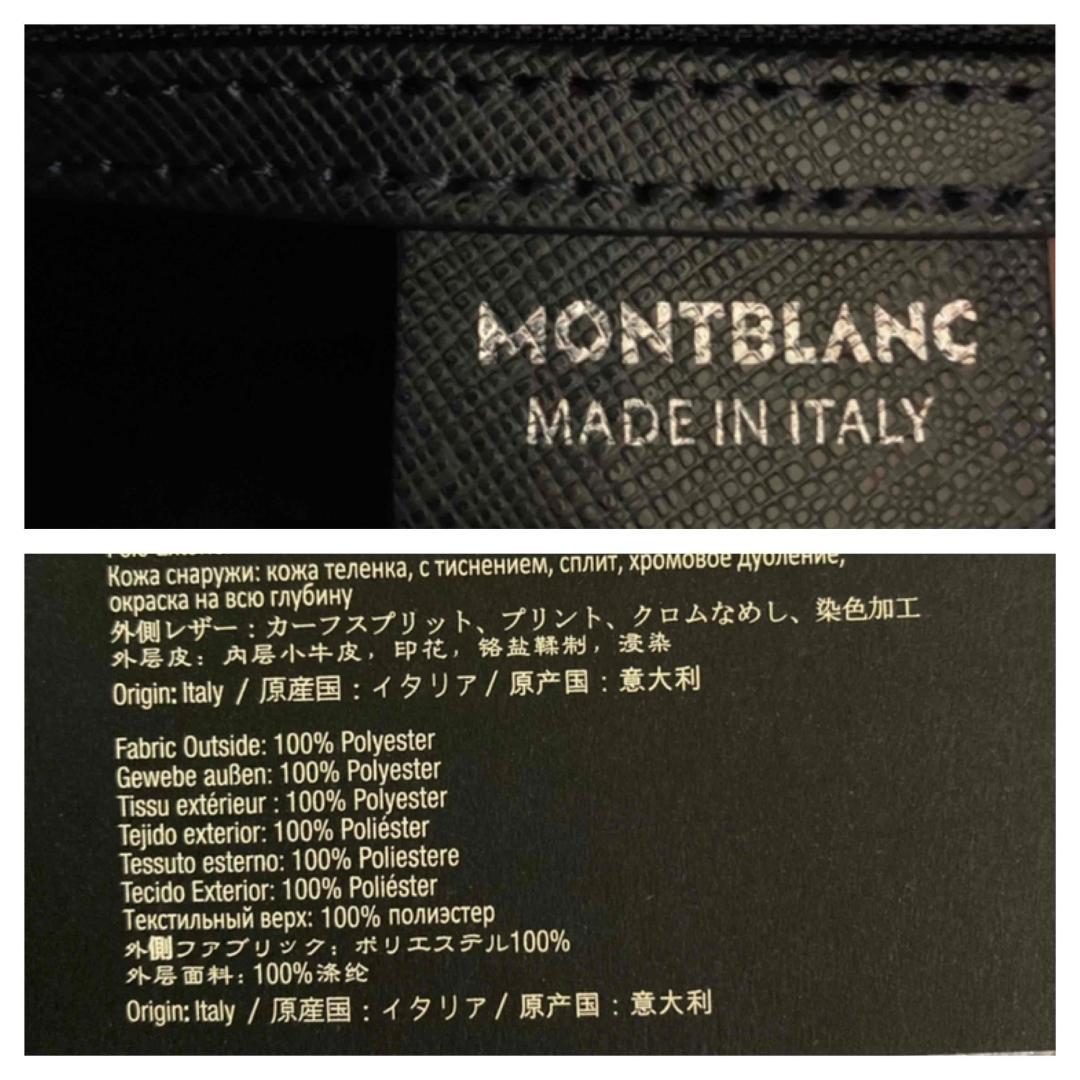 MONTBLANC
MADE IN ITALY
Кожа снаружи: кожа теленка, с тиснением, сплит, хромовое дубление,
окраска на всю глубину
外側レザー：カーフスプリット、プリント、クロムなめし、染色加工
外层皮：内层小牛皮，印花，铬盐鞣制，浸染
Origin: Italy / 原産国：イタリア / 原产国：意大利
Fabric Outside: 100% Polyester
Gewebe außen: 100% Polyester
Tissu extérieur : 100% Polyester
Tejido exterior: 100% Poliéster
Tessuto esterno: 100% Poliestere
Tecido Exterior: 100% Poliéster
Текстильный верх: 100% полиэстер
外側ファブリック：ポリエステル100%
外层面料：100%涤纶
Origin: Italy / 原産国：イタリア / 原产国：意大利